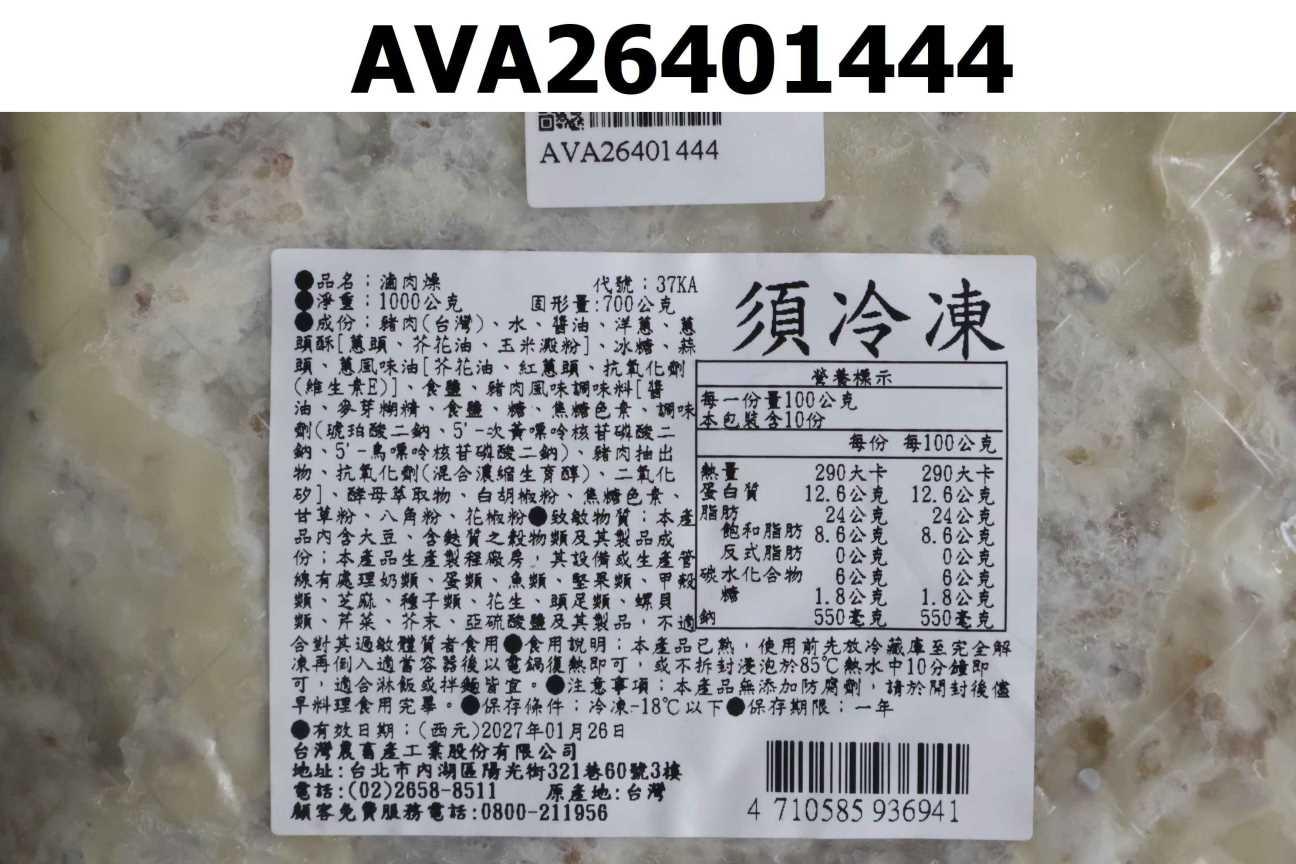 AVA26401444
AVA26401444
●品名：滷肉燥 代號：37KA
●淨重：1000公克 固形量:700公克
須冷凍
●成份：豬肉(台灣)、水、醬油、洋蔥、蔥
頭酥[蔥頭、芥花油、玉米澱粉]、冰糖、蒜
頭、蔥風味油[芥花油、紅蔥頭、抗氧化劑
(維生素E)]、食鹽、豬肉風味調味料[醬
油、麥芽糊精、食鹽、糖、焦糖色素、調味
劑(琥珀酸二鈉、5'-次黃嘌呤核苷磷酸二
鈉、5'-鳥嘌呤核苷磷酸二鈉)、豬肉抽出
物、抗氧化劑(混合濃縮生育醇)、二氧化
矽]、酵母萃取物、白胡椒粉、焦糖色素、
甘草粉、八角粉、花椒粉●致敏物質：本產
品內含大豆、含麩質之穀物類及其製品成
份；本產品生產製程廠房，其設備或生產管
線有處理奶類、蛋類、魚類、堅果類、甲殼
類、芝麻、種子類、花生、頭足類、螺貝
類、芹菜、芥末、亞硫酸鹽及其製品，不適
合對其過敏體質者食用●食用說明：本產品已熟，使用前先放冷藏庫至完全解
凍再倒入適當容器後以電鍋復熱即可，或不拆封浸泡於85℃熱水中10分鐘即
可，適合淋飯或拌麵皆宜。●注意事項：本產品無添加防腐劑，請於開封後儘
早料理食用完畢。●保存條件：冷凍-18℃以下●保存期限：一年
●有效日期：(西元)2027年01月26日
台灣農畜產工業股份有限公司
地址:台北市內湖區陽光街321巷60號3樓
電話:(02)2658-8511 原產地:台灣
顧客免費服務電話:0800-211956
營養標示
每一份量100公克
本包裝含10份
每份 每100公克
熱量 290大卡 290大卡
蛋白質 12.6公克 12.6公克
脂肪 24公克 24公克
飽和脂肪 8.6公克 8.6公克
反式脂肪 0公克 0公克
碳水化合物 6公克 6公克
糖 1.8公克 1.8公克
鈉 550毫克 550毫克
4 710585 936941